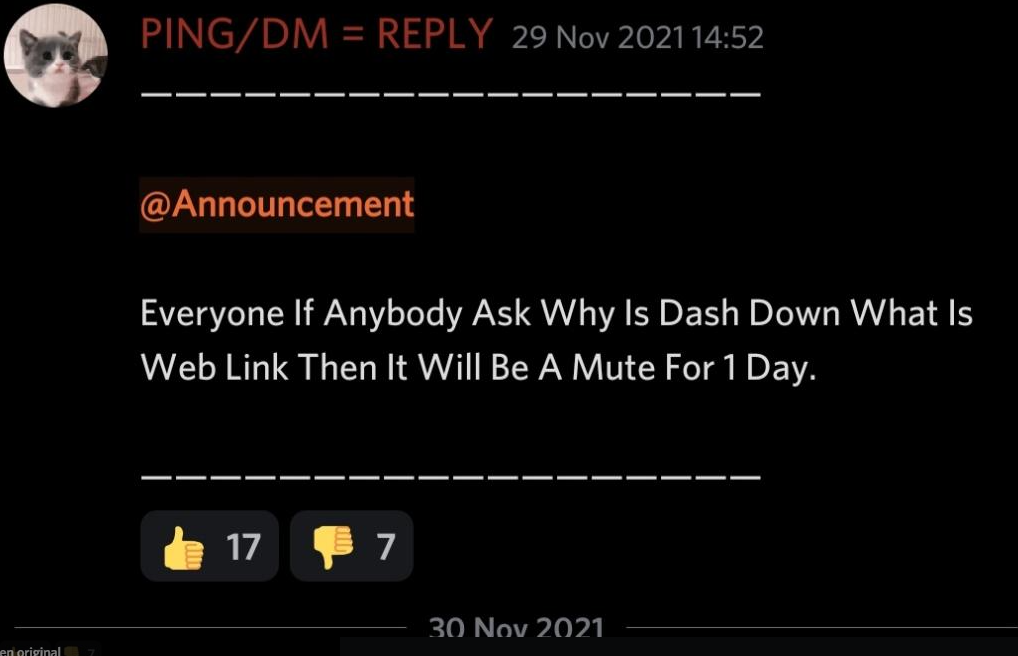 PING/DM = REPLY 29 Nov 2021 14:52
@Announcement
Everyone If Anybody Ask Why Is Dash Down What Is
Web Link Then It Will Be A Mute For 1 Day.
17 7
30 Nov 2021
en original 7